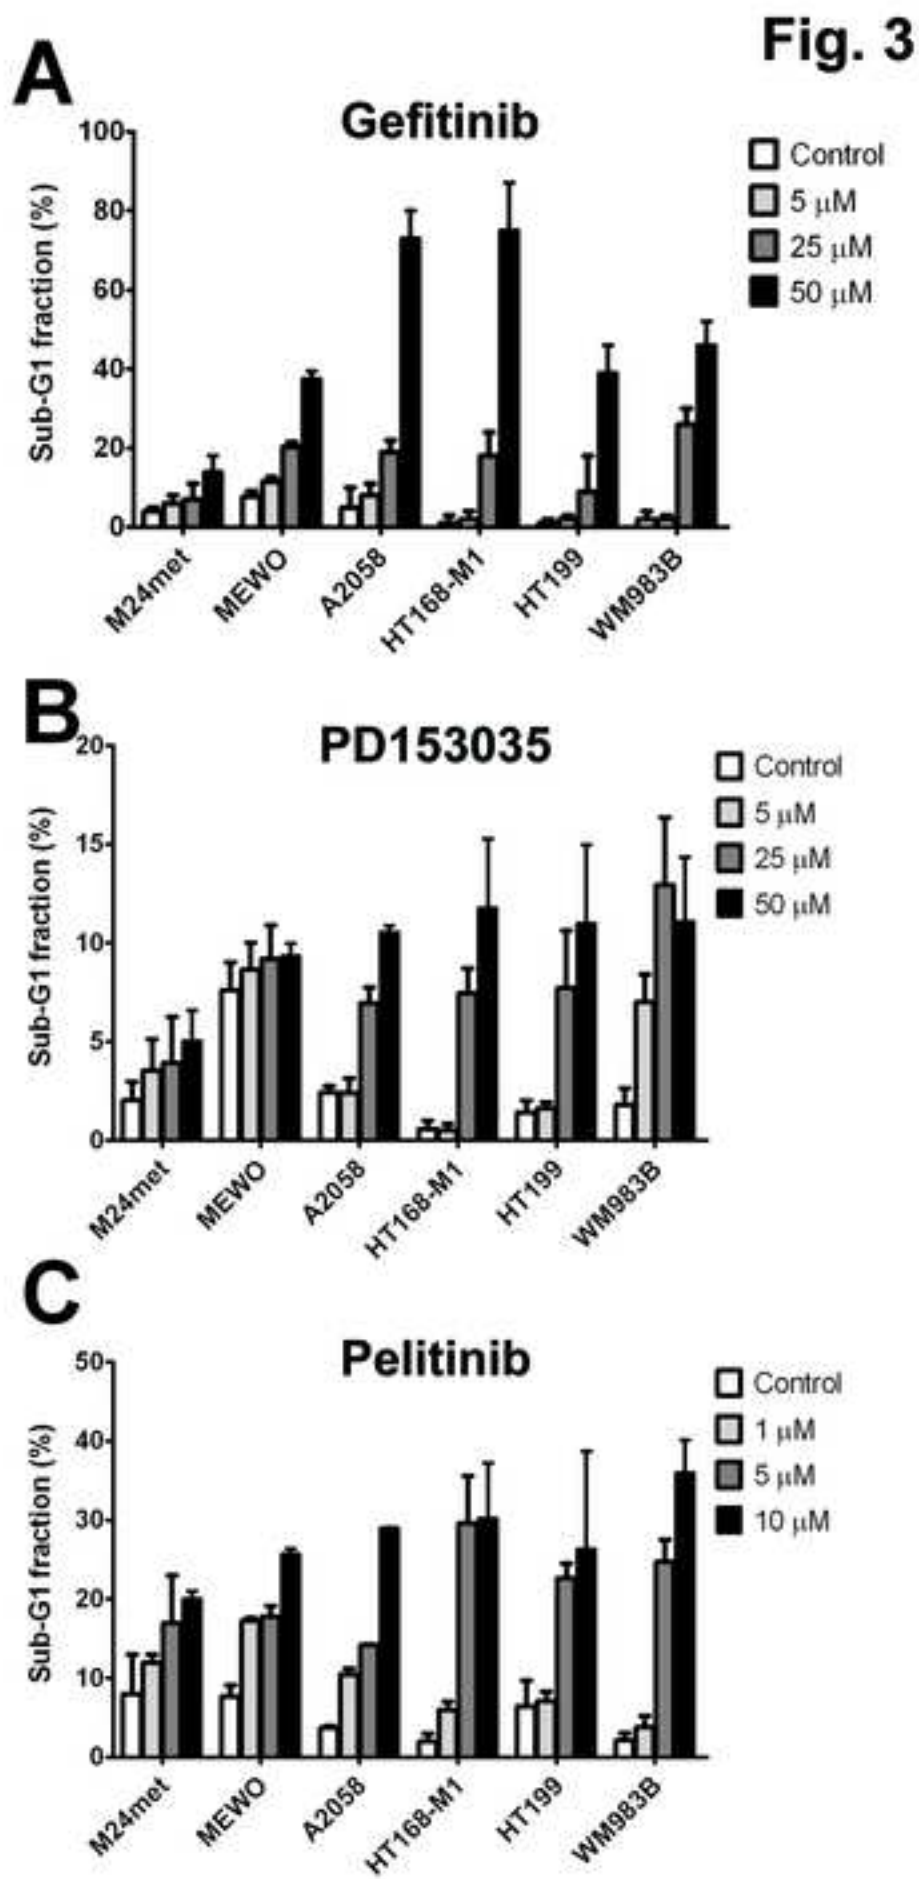 Fig. 3
A
Gefitinib
Sub-G1 fraction (%)
100
80
60
40
20
0
Control
5 μM
25 μM
50 μM
M24met
MEWO
A2058
HT168-M1
HT199
WM983B
B
PD153035
Sub-G1 fraction (%)
20
15
10
5
0
Control
5 μM
25 μM
50 μM
M24met
MEWO
A2058
HT168-M1
HT199
WM983B
C
Pelitinib
Sub-G1 fraction (%)
50
40
30
20
10
0
Control
1 μM
5 μM
10 μM
M24met
MEWO
A2058
HT168-M1
HT199
WM983B